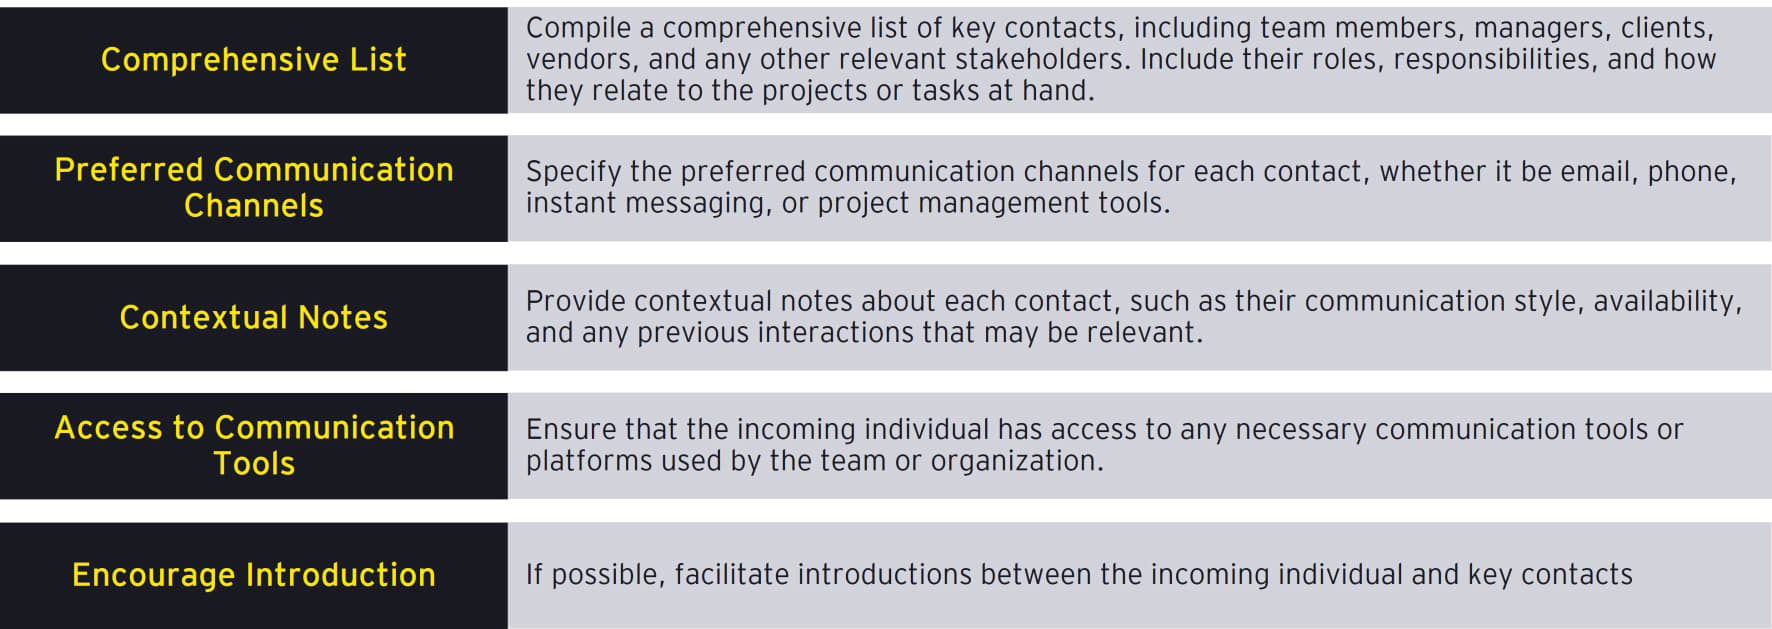 Comprehensive List
Compile a comprehensive list of key contacts, including team members, managers, clients,
vendors, and any other relevant stakeholders. Include their roles, responsibilities, and how
they relate to the projects or tasks at hand.
Preferred Communication
Channels
Specify the preferred communication channels for each contact, whether it be email, phone,
instant messaging, or project management tools.
Contextual Notes
Provide contextual notes about each contact, such as their communication style, availability,
and any previous interactions that may be relevant.
Access to Communication
Tools
Ensure that the incoming individual has access to any necessary communication tools or
platforms used by the team or organization.
Encourage Introduction
If possible, facilitate introductions between the incoming individual and key contacts